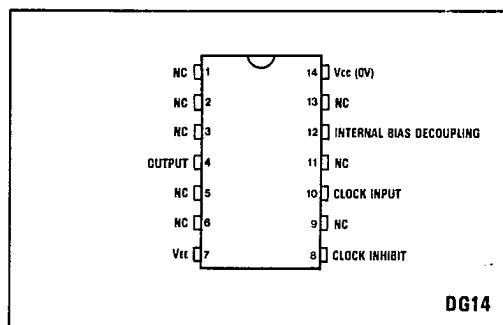 NC 1 14 Vcc (0V)
NC 2 13 NC
NC 3 12 INTERNAL BIAS DECOUPLING
OUTPUT 4 11 NC
NC 5 10 CLOCK INPUT
NC 6 9 NC
VEE 7 8 CLOCK INHIBIT
DG14